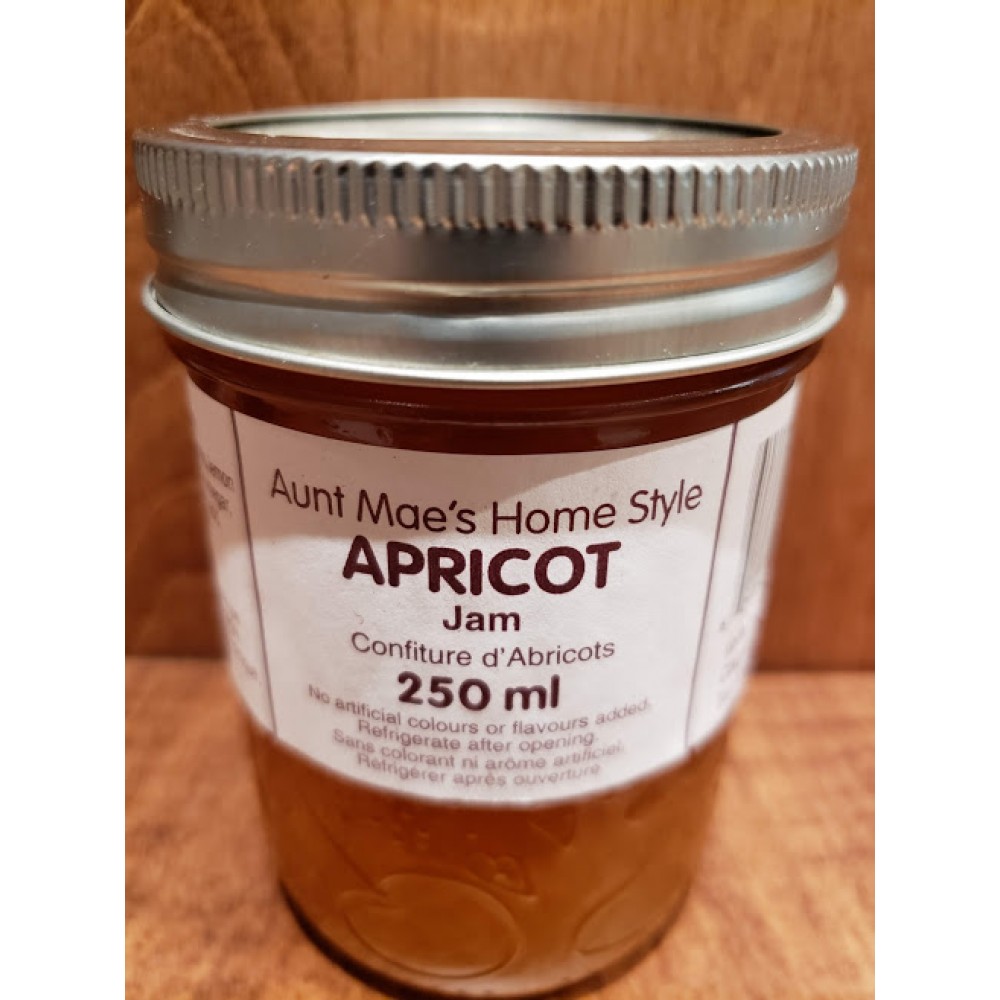 Aunt Mae's Home Style
APRICOT
Jam
Confiture d'Abricots
250 ml
No artificial colours or flavours added.
Refrigerate after opening.
Sans colorant ni arôme artificiel.
Réfrigérer après ouverture